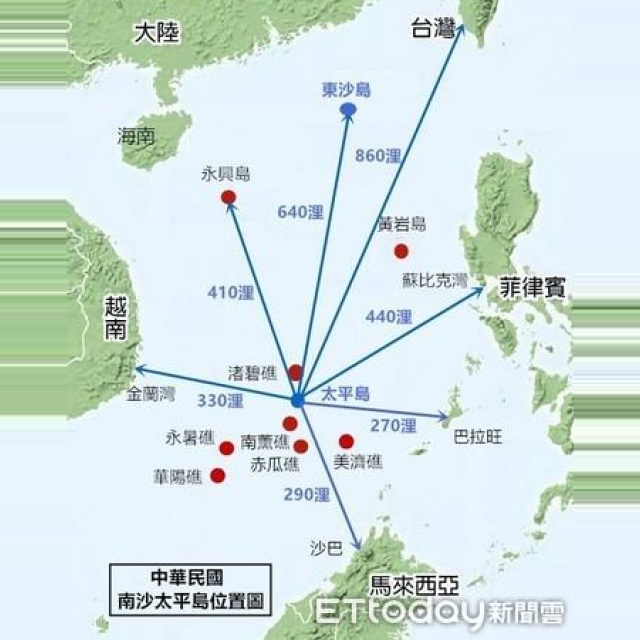 大陸
台灣
東沙島
海南
860浬
永興島
640浬
黃岩島
蘇比克灣
菲律賓
410浬
越南
440浬
渚碧礁
太平島
金蘭灣
330浬
270浬
巴拉旺
永暑礁
南薰礁
赤瓜礁
美濟礁
華陽礁
290浬
沙巴
中華民國
南沙太平島位置圖
馬來西亞
ETtoday新聞雲